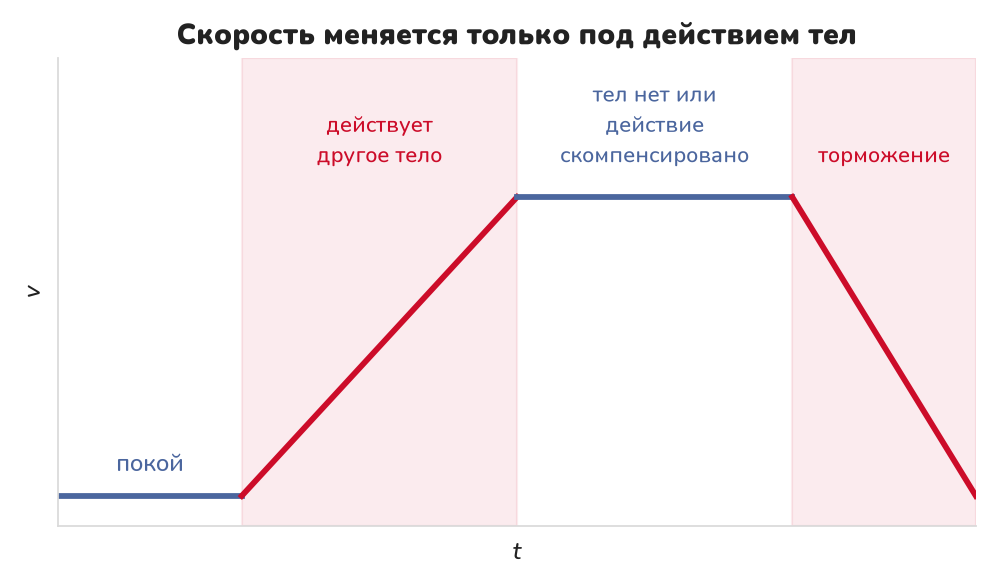 Скорость меняется только под действием тел
действует
другое тело
тел нет или
действие
скомпенсировано
торможение
v
покой
t